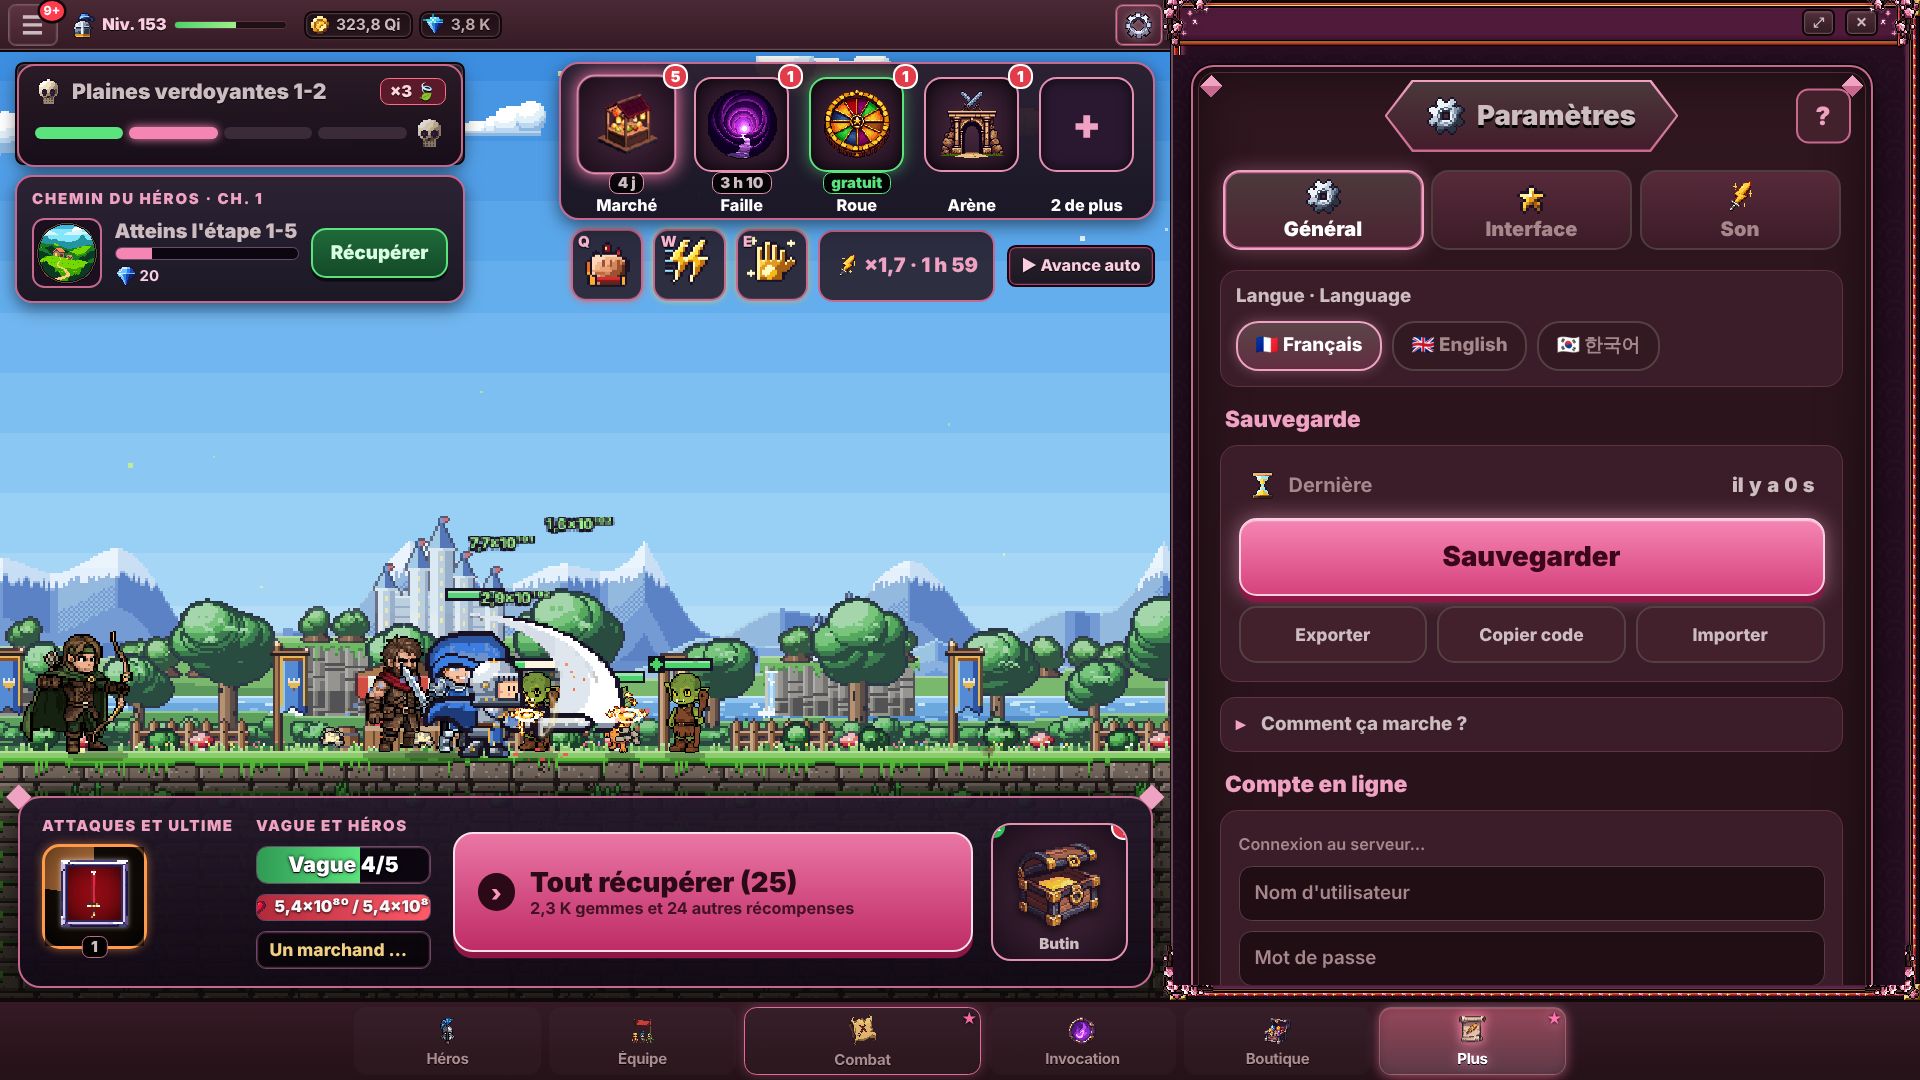 9+
Niv. 153
323,8 Qi
3,8 K
Plaines verdoyantes 1-2
×3
CHEMIN DU HÉROS · CH. 1
Atteins l'étape 1-5
20
Récupérer
5
1
1
1
4 j
3 h 10
gratuit
Marché
Faille
Roue
Arène
2 de plus
Q
W
E
×1,7 · 1 h 59
Avance auto
ATTAQUES ET ULTIME
1
VAGUE ET HÉROS
Vague 4/5
5,4×10⁸⁰ / 5,4×10⁸
Un marchand ...
Tout récupérer (25)
2,3 K gemmes et 24 autres récompenses
Butin
Paramètres
?
Général
Interface
Son
Langue · Language
Français
English
한국어
Sauvegarde
Dernière
il y a 0 s
Sauvegarder
Exporter
Copier code
Importer
Comment ça marche ?
Compte en ligne
Connexion au serveur...
Nom d'utilisateur
Mot de passe
Héros
Équipe
Combat
Invocation
Boutique
Plus